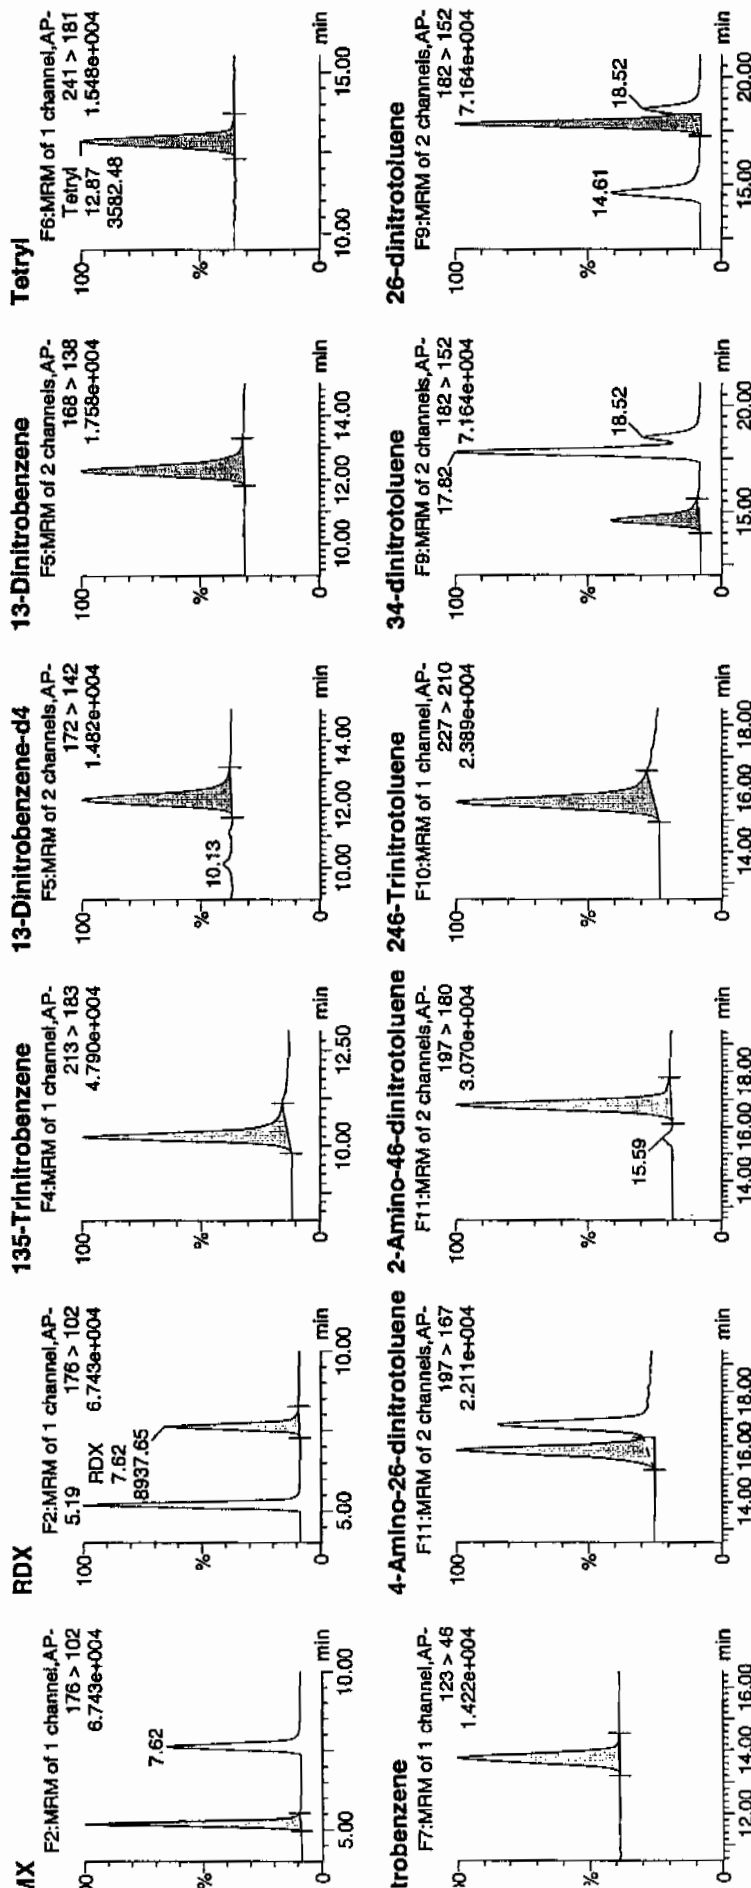 MX
F2:MRM of 1 channel,AP-
176 > 102
6.743e+004
7.62
00
%
0
5.00
10.00
min
RDX
F2:MRM of 1 channel,AP-
5.19
176 > 102
6.743e+004
RDX
7.62
8937.65
100
%
0
5.00
10.00
min
135-Trinitrobenzene
F4:MRM of 1 channel,AP-
213 > 183
4.790e+004
100
%
0
10.00
12.50
min
13-Dinitrobenzene-d4
F5:MRM of 2 channels,AP-
172 > 142
1.482e+004
10.13
100
%
0
10.00
12.00
14.00
min
13-Dinitrobenzene
F5:MRM of 2 channels,AP-
168 > 138
1.758e+004
100
%
0
10.00
12.00
14.00
min
Tetryl
F6:MRM of 1 channel,AP-
Tetryl
241 > 181
12.87
1.548e+004
3582.48
100
%
0
10.00
15.00
min
trobenzene
F7:MRM of 1 channel,AP-
123 > 46
1.422e+004
00
%
0
12.00
14.00
16.00
min
4-Amino-26-dinitrotoluene
F11:MRM of 2 channels,AP-
197 > 167
2.211e+004
100
%
0
14.00
16.00
18.00
min
2-Amino-46-dinitrotoluene
F11:MRM of 2 channels,AP-
197 > 180
3.070e+004
15.59
100
%
0
14.00
16.00
18.00
min
246-Trinitrotoluene
F10:MRM of 1 channel,AP-
227 > 210
2.389e+004
100
%
0
14.00
16.00
18.00
min
34-dinitrotoluene
F9:MRM of 2 channels,AP-
17.82
182 > 152
7.164e+004
18.52
100
%
0
15.00
20.00
min
26-dinitrotoluene
F9:MRM of 2 channels,AP-
182 > 152
7.164e+004
14.61
18.52
100
%
0
15.00
20.00
min